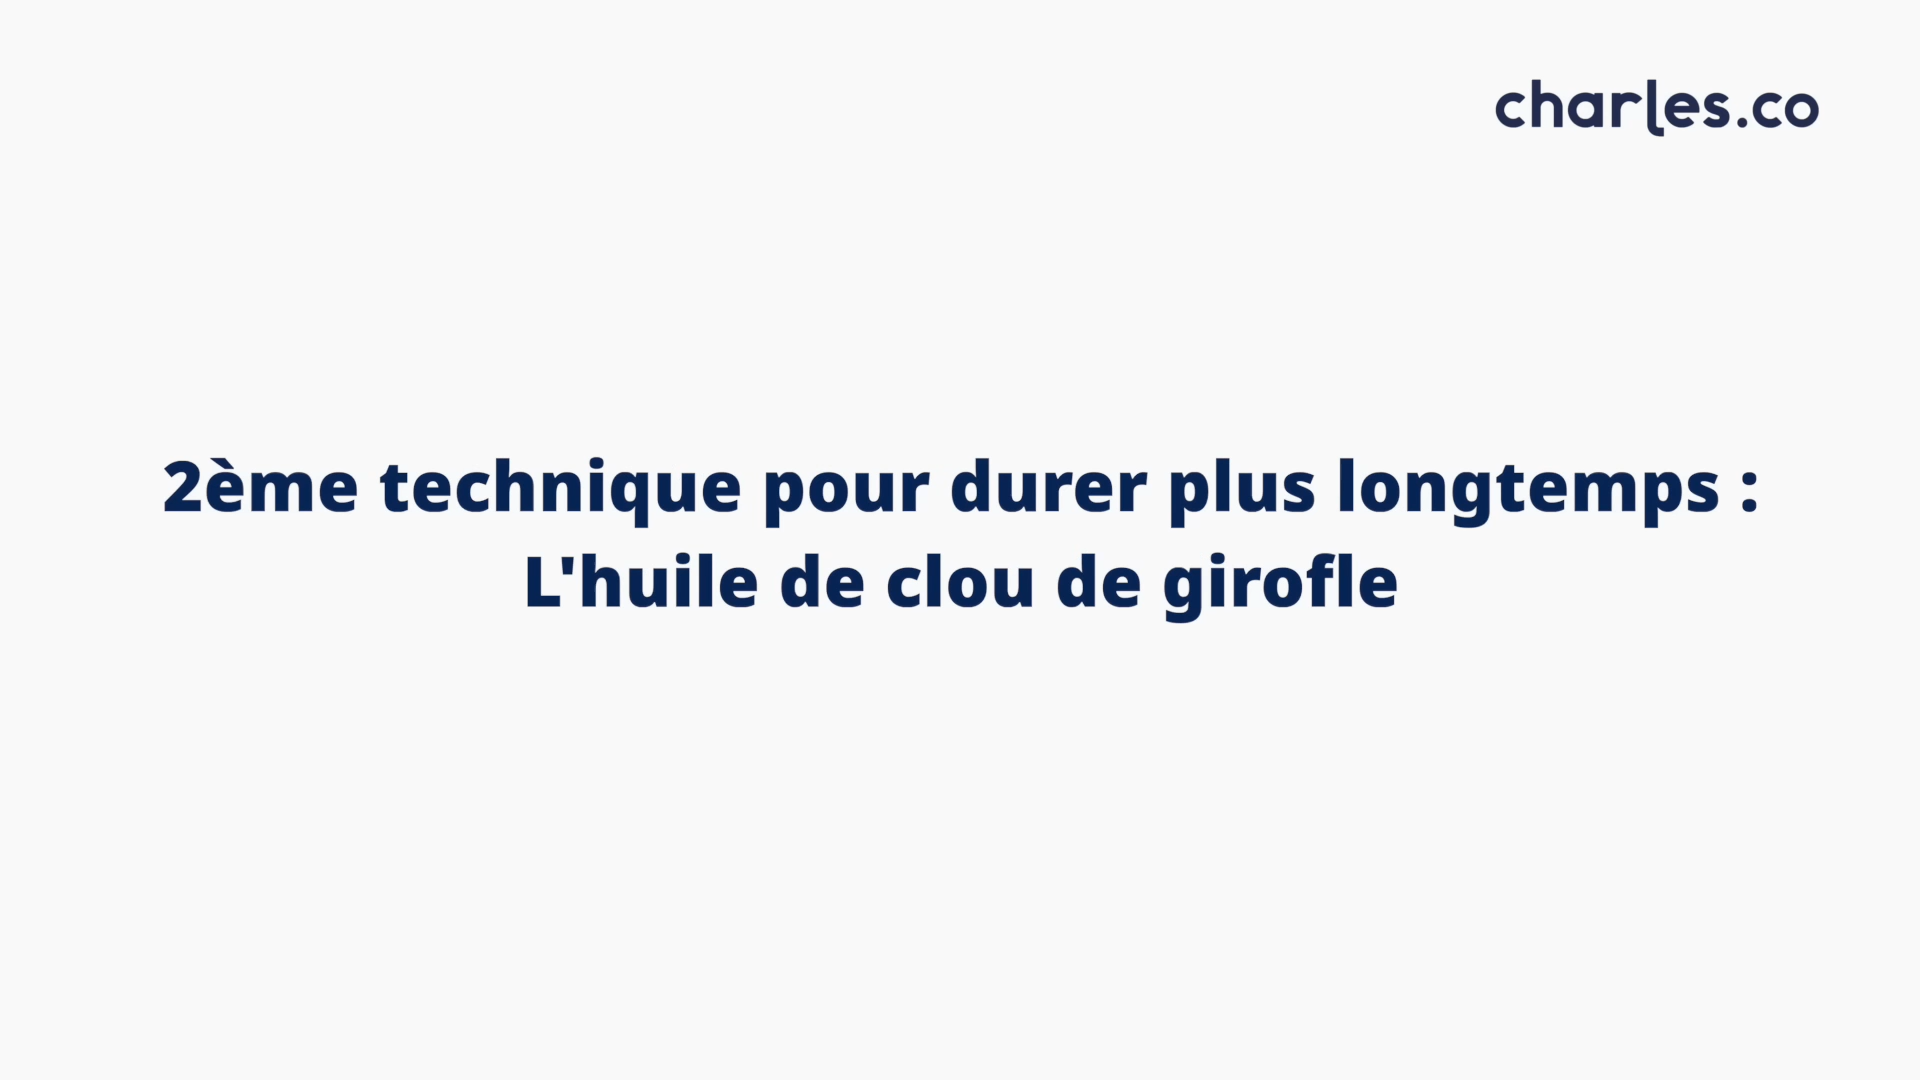 charles.co
2ème technique pour durer plus longtemps :
L'huile de clou de girofle